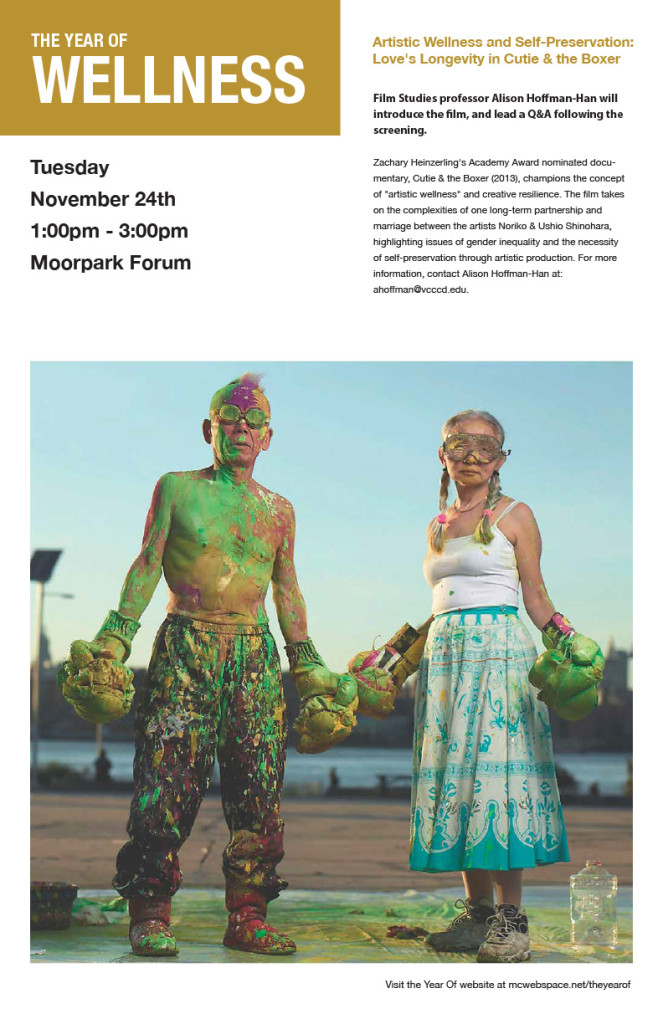 THE YEAR OF
WELLNESS
Tuesday
November 24th
1:00pm - 3:00pm
Moorpark Forum
Artistic Wellness and Self-Preservation:
Love's Longevity in Cutie & the Boxer
Film Studies professor Alison Hoffman-Han will
introduce the film, and lead a Q&A following the
screening.
Zachary Heinzerling's Academy Award nominated docu-
mentary, Cutie & the Boxer (2013), champions the concept
of "artistic wellness" and creative resilience. The film takes
on the complexities of one long-term partnership and
marriage between the artists Noriko & Ushio Shinohara,
highlighting issues of gender inequality and the necessity
of self-preservation through artistic production. For more
information, contact Alison Hoffman-Han at:
ahoffman@vcccd.edu.
Visit the Year Of website at mcwebspace.net/theyearof